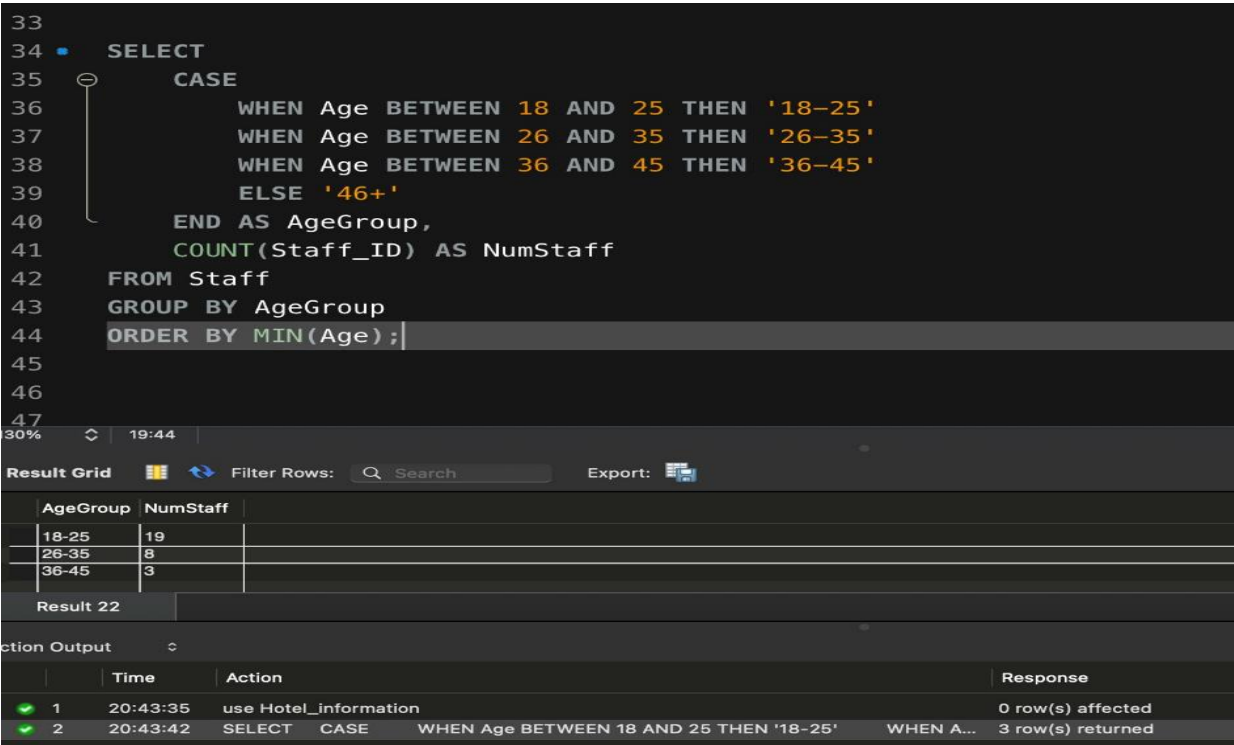 33
34 SELECT
35 CASE
36 WHEN Age BETWEEN 18 AND 25 THEN '18-25'
37 WHEN Age BETWEEN 26 AND 35 THEN '26-35'
38 WHEN Age BETWEEN 36 AND 45 THEN '36-45'
39 ELSE '46+'
40 END AS AgeGroup,
41 COUNT(Staff_ID) AS NumStaff
42 FROM Staff
43 GROUP BY AgeGroup
44 ORDER BY MIN(Age);
45
46
47
130% 19:44
Result Grid Filter Rows: Search Export:
AgeGroup NumStaff
18-25 19
26-35 8
36-45 3
Result 22
ction Output
Time Action Response
1 20:43:35 use Hotel_information 0 row(s) affected
2 20:43:42 SELECT CASE WHEN Age BETWEEN 18 AND 25 THEN '18-25' WHEN A... 3 row(s) returned